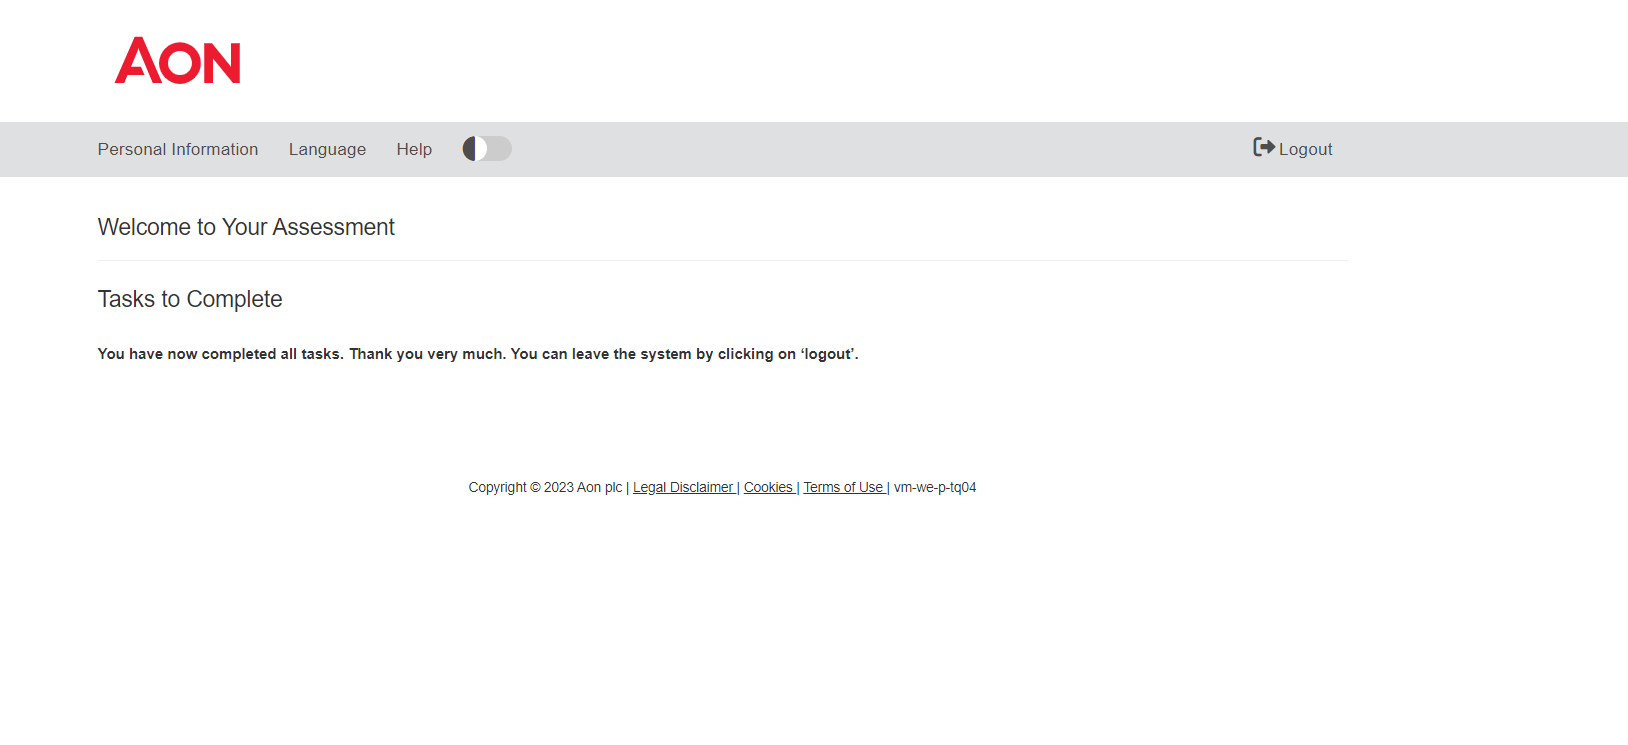 AON
Personal Information Language Help Logout
Welcome to Your Assessment
Tasks to Complete
You have now completed all tasks. Thank you very much. You can leave the system by clicking on ‘logout’.
Copyright © 2023 Aon plc | Legal Disclaimer | Cookies | Terms of Use | vm-we-p-tq04